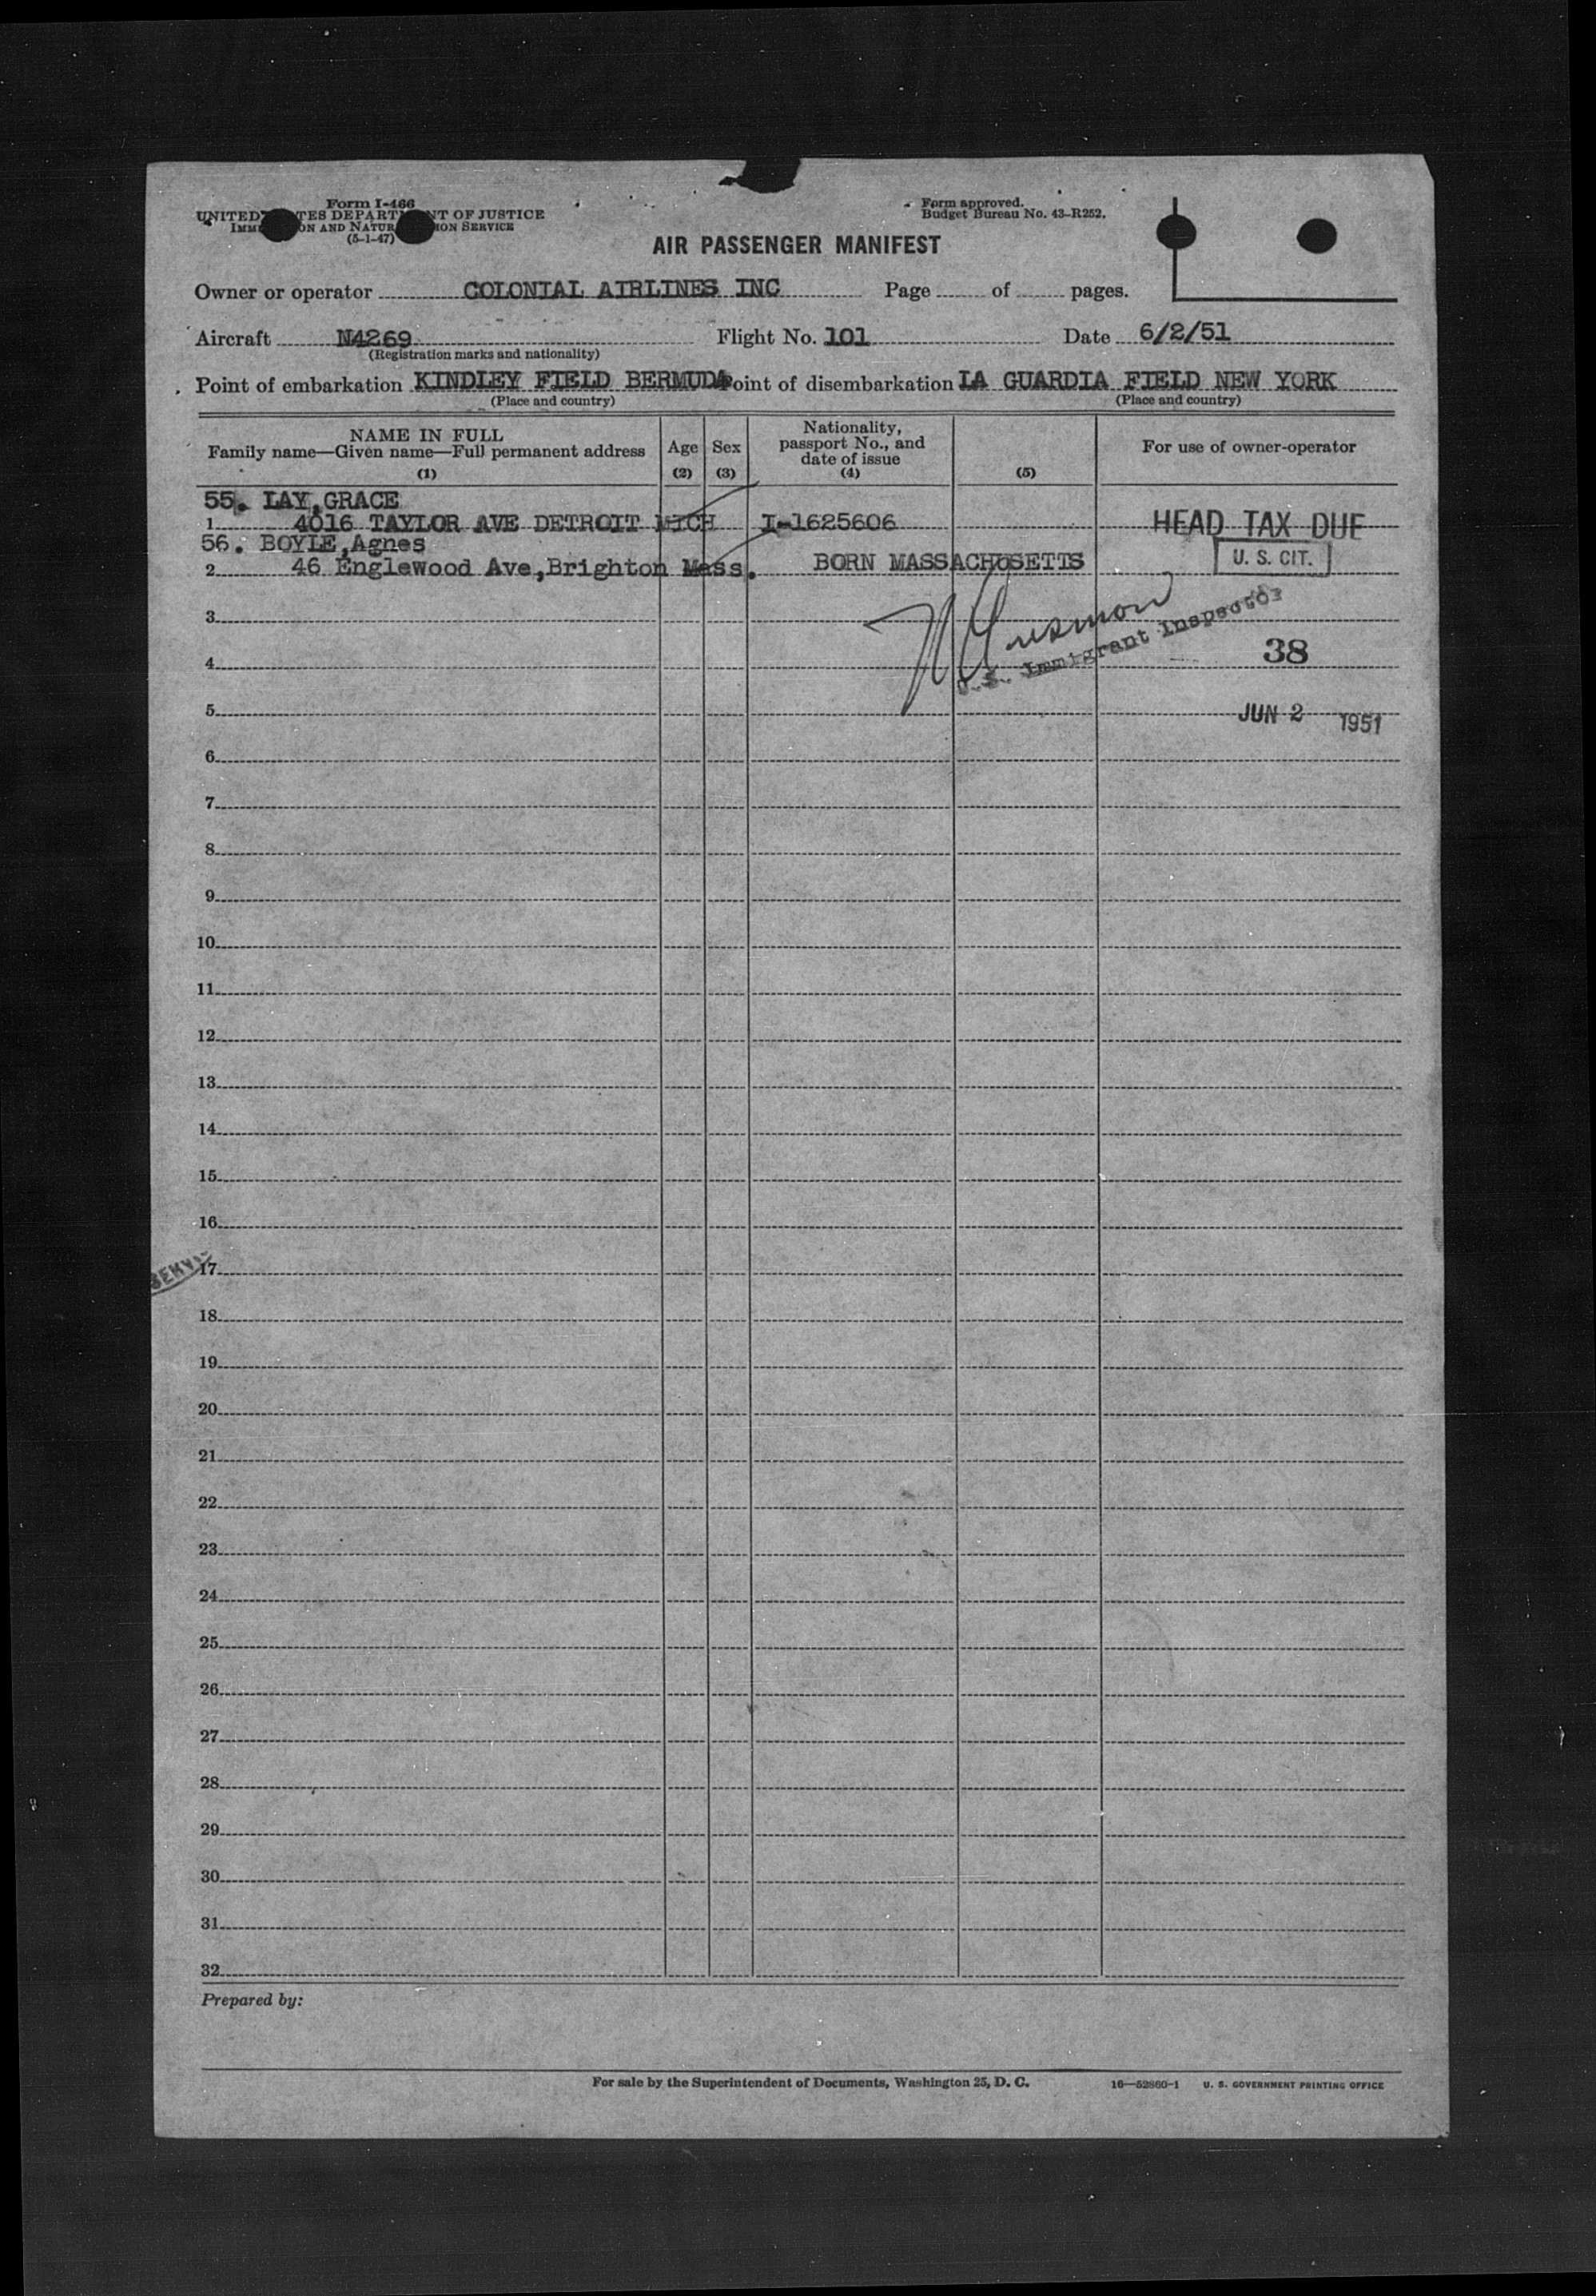 Form I-466
UNITED TES DEPART NT OF JUSTICE
IMM ON AND NATUR ION SERVICE
(5-1-47)
Form approved.
Budget Bureau No. 43-R252.
AIR PASSENGER MANIFEST
Owner or operator COLONIAL AIRLINES INC Page of pages.
Aircraft N4269 Flight No. 101 Date 6/2/51
(Registration marks and nationality)
Point of embarkation KINDLEY FIELD BERMUDA Point of disembarkation LA GUARDIA FIELD NEW YORK
(Place and country) (Place and country)
NAME IN FULL
Family name—Given name—Full permanent address
(1)
Age
(2)
Sex
(3)
Nationality,
passport No., and
date of issue
(4)
(5)
For use of owner-operator
55. LAY, GRACE
1 4016 TAYLOR AVE DETROIT MICH I-1625606 HEAD TAX DUE
56. BOYLE,Agnes
2 46 Englewood Ave,Brighton Mass. BORN MASSACHUSETTS U. S. CIT.
3
U.S. Immigrant Inspector
4 38
5 JUN 2 1951
6
7
8
9
10
11
12
13
14
15
16
17
18
19
20
21
22
23
24
25
26
27
28
29
30
31
32
Prepared by:
For sale by the Superintendent of Documents, Washington 25, D. C. 16—52860-1 U. S. GOVERNMENT PRINTING OFFICE